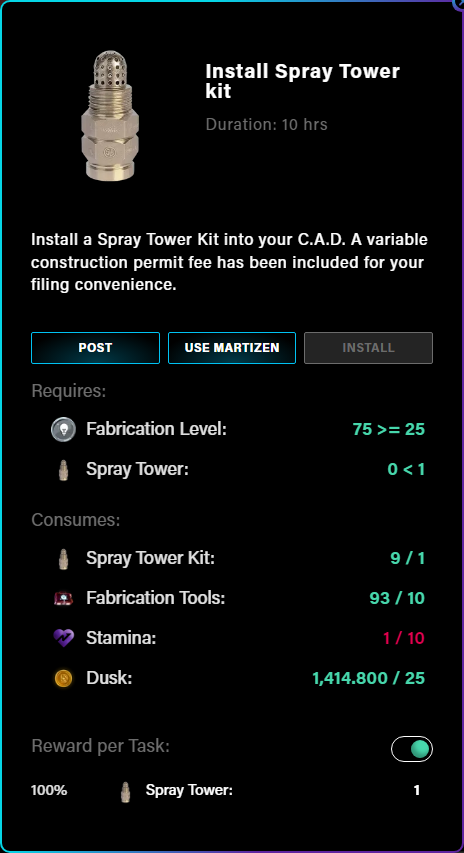 Install Spray Tower
kit
Duration: 10 hrs
Install a Spray Tower Kit into your C.A.D. A variable
construction permit fee has been included for your
filing convenience.
POST USE MARTIZEN INSTALL
Requires:
Fabrication Level: 75 >= 25
Spray Tower: 0 < 1
Consumes:
Spray Tower Kit: 9 / 1
Fabrication Tools: 93 / 10
Stamina: 1 / 10
Dusk: 1,414.800 / 25
Reward per Task:
100% Spray Tower: 1